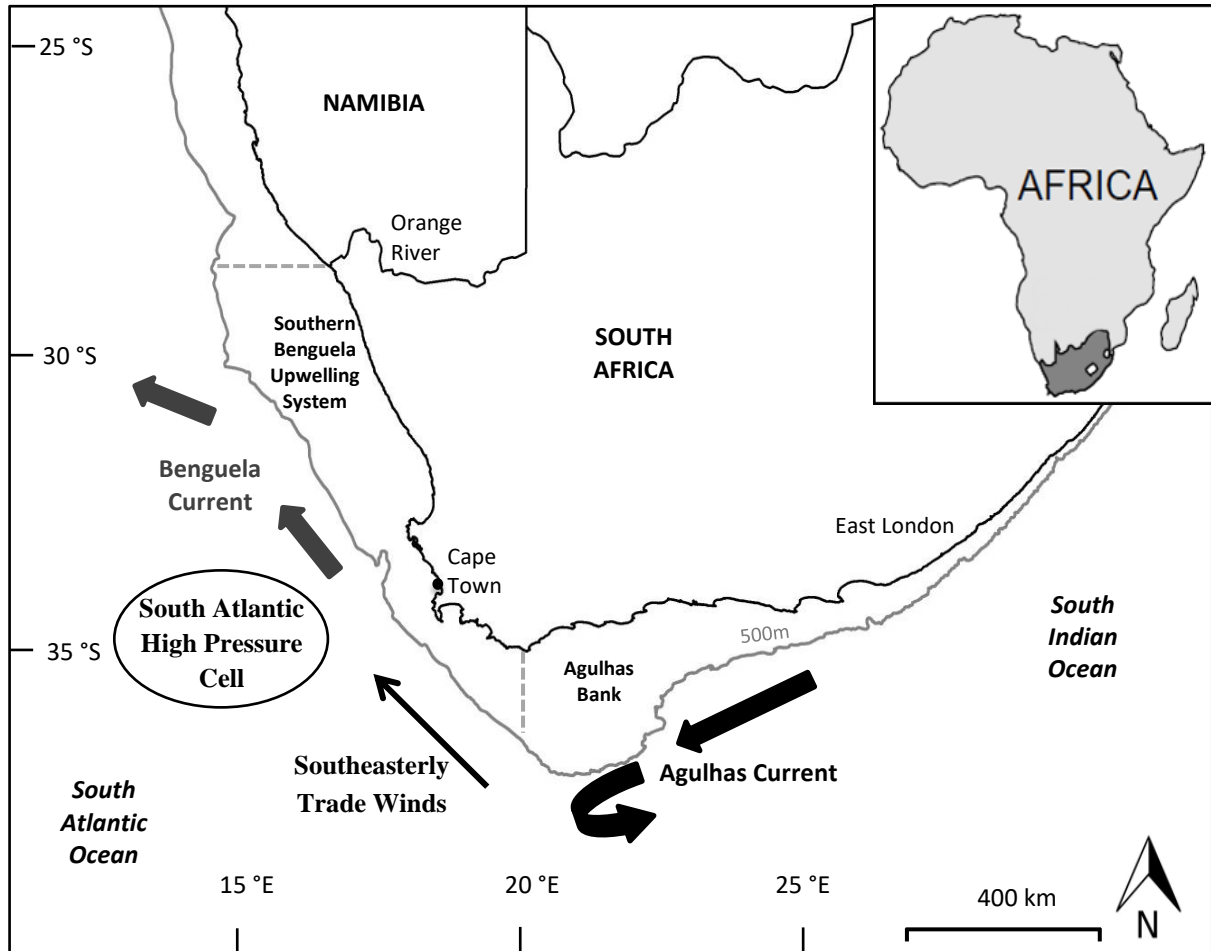 25 °S
NAMIBIA
AFRICA
Orange
River
Southern
Benguela
Upwelling
System
SOUTH
AFRICA
30 °S
Benguela
Current
East London
Cape
Town
South Atlantic
High Pressure
Cell
500m
South
Indian
Ocean
35 °S
Agulhas
Bank
Southeasterly
Trade Winds
Agulhas Current
South
Atlantic
Ocean
15 °E
20 °E
25 °E
400 km
N